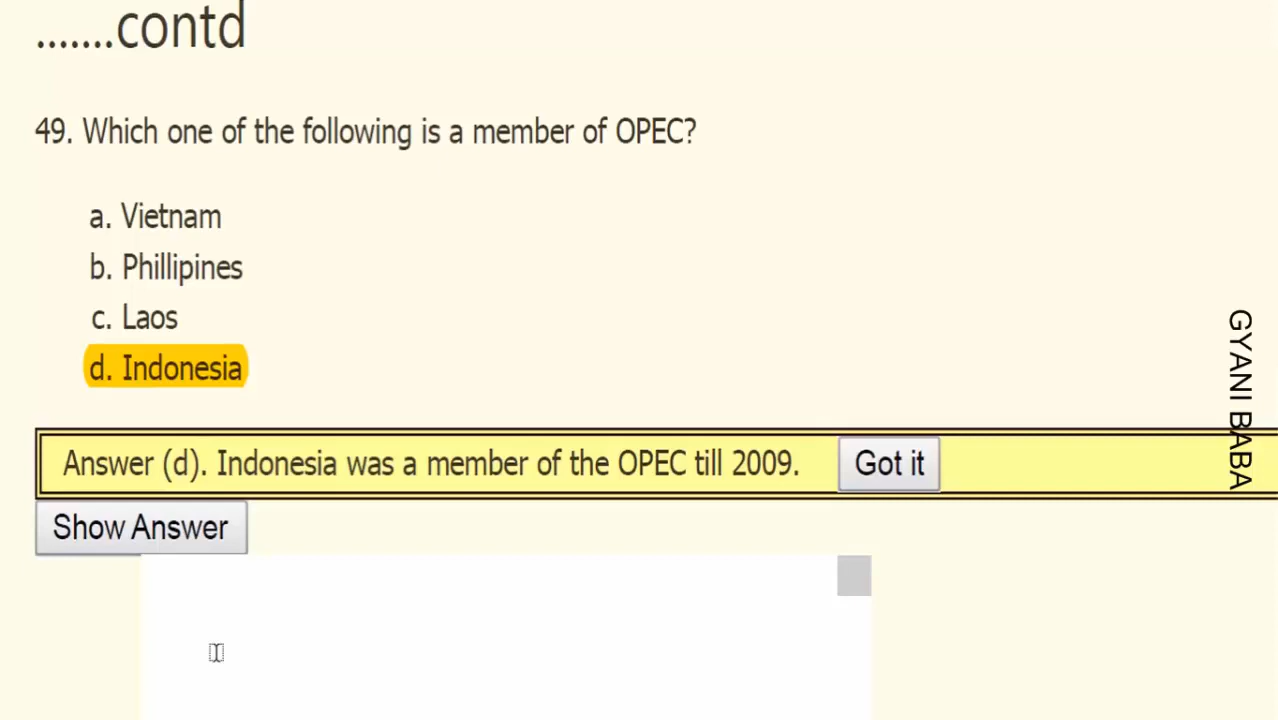 .......contd
49. Which one of the following is a member of OPEC?
a. Vietnam
b. Phillipines
c. Laos
d. Indonesia
Answer (d). Indonesia was a member of the OPEC till 2009.
Got it
Show Answer
GYANI BABA